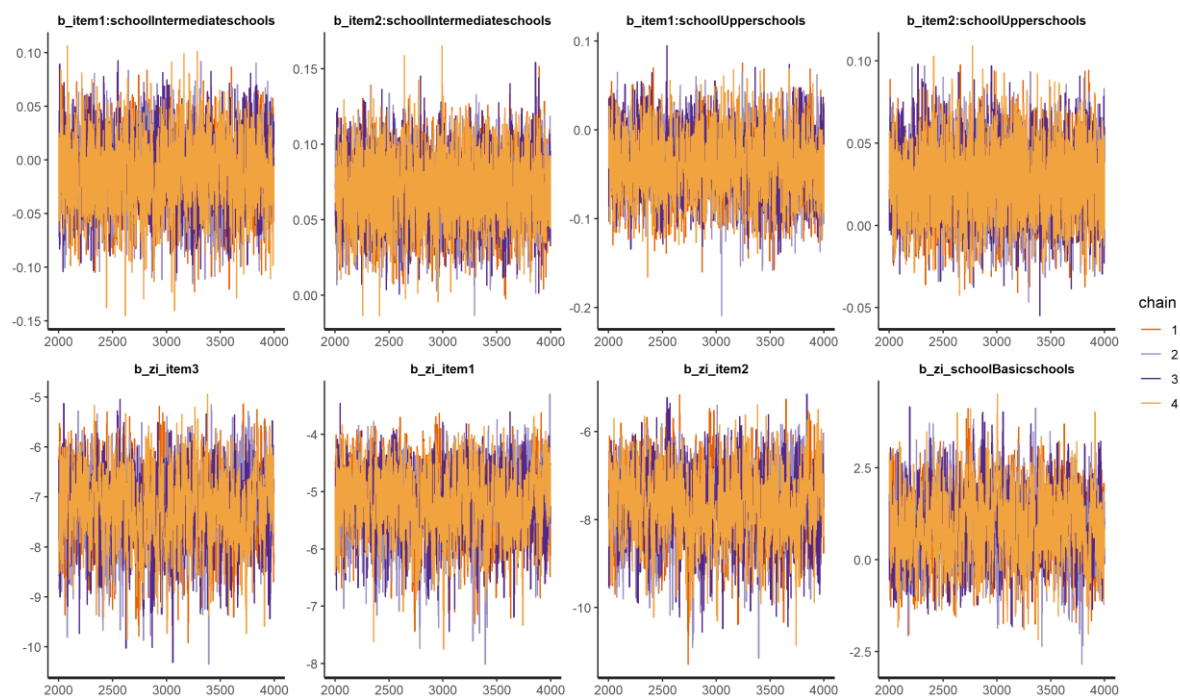 b_item1:schoolIntermediateschools
b_item2:schoolIntermediateschools
b_item1:schoolUpperschools
b_item2:schoolUpperschools
0.10
0.05
0.00
-0.05
-0.10
-0.15
2000 2500 3000 3500 4000
0.15
0.10
0.05
0.00
2000 2500 3000 3500 4000
0.1
0.0
-0.1
-0.2
2000 2500 3000 3500 4000
0.10
0.05
0.00
-0.05
2000 2500 3000 3500 4000
b_zi_item3
b_zi_item1
b_zi_item2
b_zi_schoolBasicschools
-5
-6
-7
-8
-9
-10
2000 2500 3000 3500 4000
-4
-5
-6
-7
-8
2000 2500 3000 3500 4000
-6
-8
-10
2000 2500 3000 3500 4000
2.5
0.0
-2.5
2000 2500 3000 3500 4000
chain
1
2
3
4